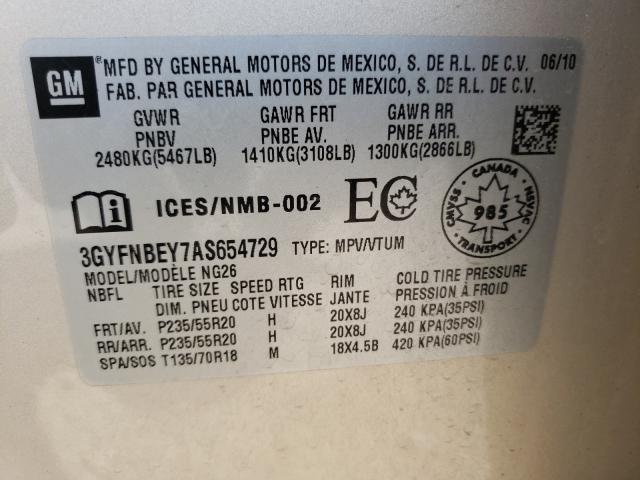 GM
® MFD BY GENERAL MOTORS DE MEXICO, S. DE R.L. DE C.V. 06/10
FAB. PAR GENERAL MOTORS DE MEXICO, S. DE R.L. DE C.V.
GVWR GAWR FRT GAWR RR
PNBV PNBE AV. PNBE ARR.
2480KG(5467LB) 1410KG(3108LB) 1300KG(2866LB)
i ICES/NMB-002 EC
CANADA CMVSS NSVAC 985 TRANSPORT
3GYFNBEY7AS654729 TYPE: MPV/VTUM
MODEL/MODÈLE NG26
NBFL TIRE SIZE SPEED RTG RIM COLD TIRE PRESSURE
DIM. PNEU COTE VITESSE JANTE PRESSION À FROID
FRT/AV. P235/55R20 H 20X8J 240 KPA(35PSI)
RR/ARR. P235/55R20 H 20X8J 240 KPA(35PSI)
SPA/SOS T135/70R18 M 18X4.5B 420 KPA(60PSI)